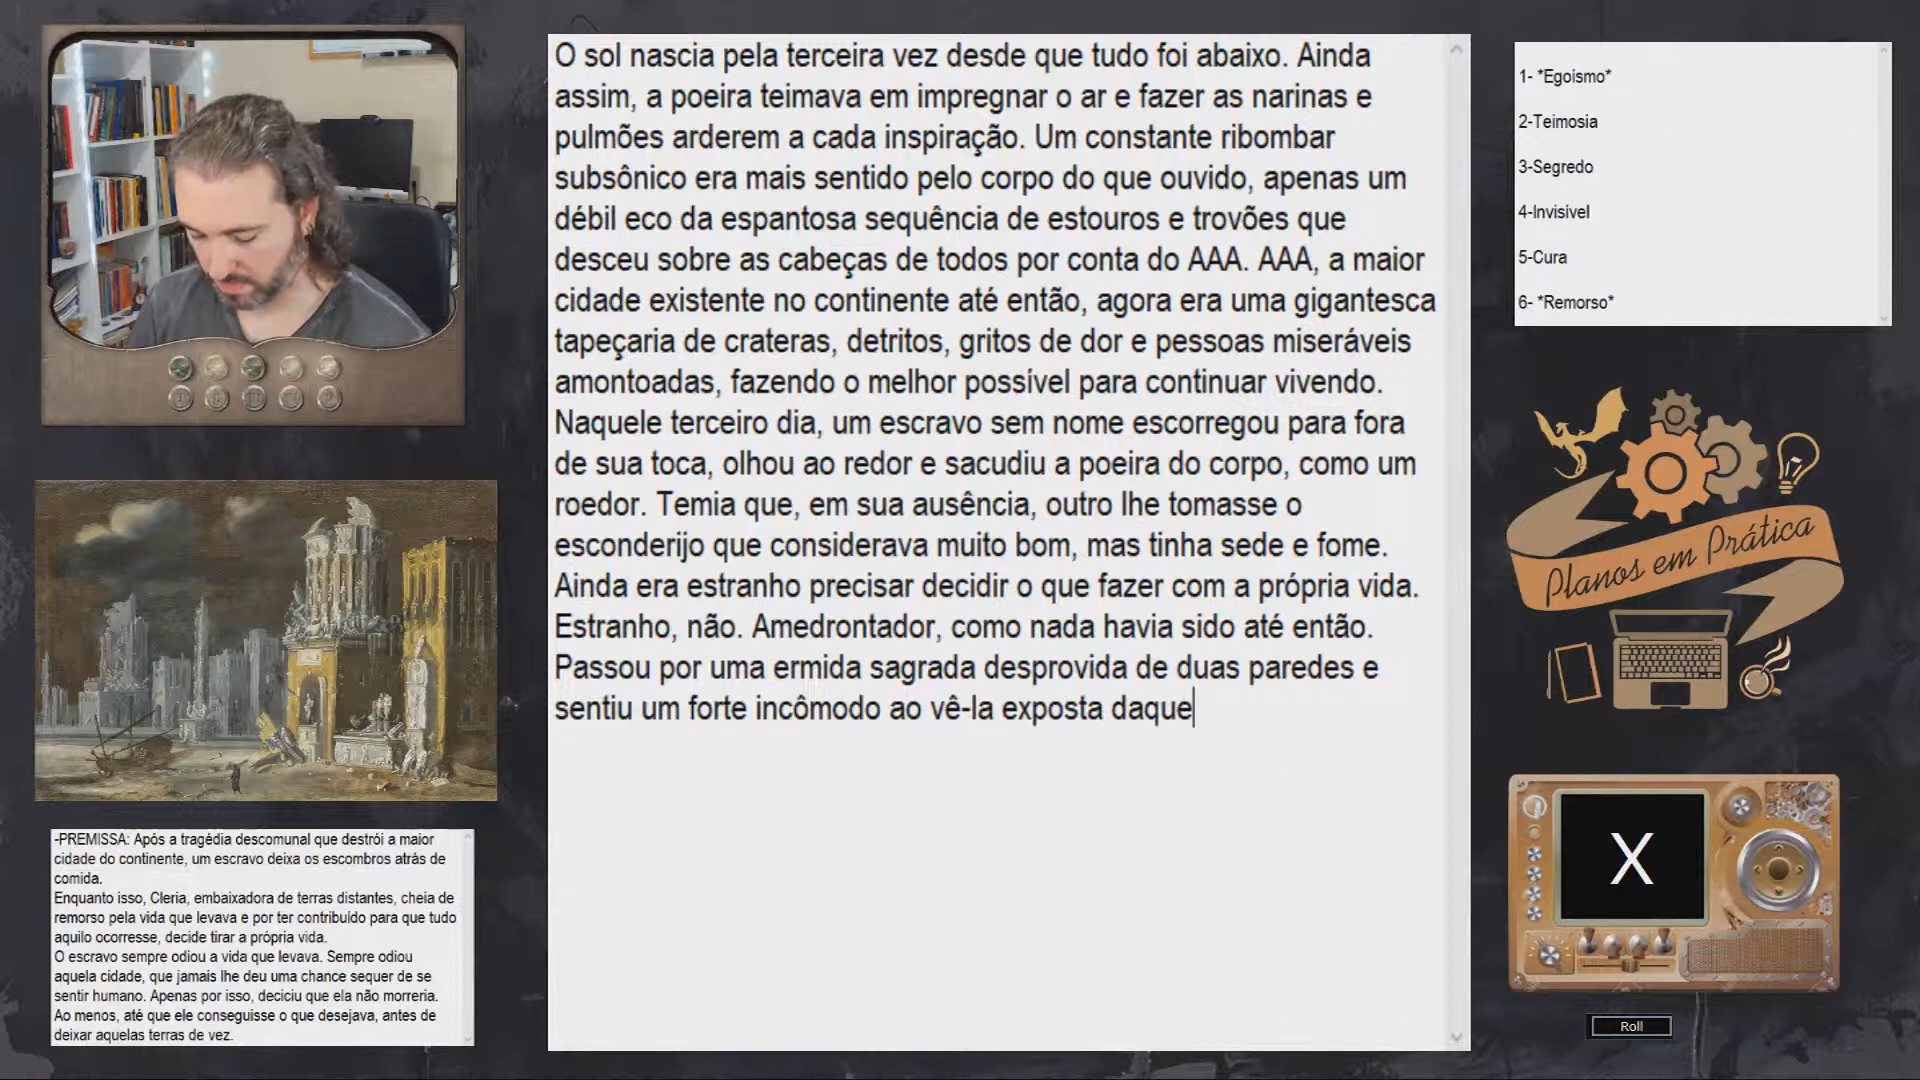 O sol nascia pela terceira vez desde que tudo foi abaixo. Ainda
assim, a poeira teimava em impregnar o ar e fazer as narinas e
pulmões arderem a cada inspiração. Um constante ribombar
subsônico era mais sentido pelo corpo do que ouvido, apenas um
débil eco da espantosa sequência de estouros e trovões que
desceu sobre as cabeças de todos por conta do AAA. AAA, a maior
cidade existente no continente até então, agora era uma gigantesca
tapeçaria de crateras, detritos, gritos de dor e pessoas miseráveis
amontoadas, fazendo o melhor possível para continuar vivendo.
Naquele terceiro dia, um escravo sem nome escorregou para fora
de sua toca, olhou ao redor e sacudiu a poeira do corpo, como um
roedor. Temia que, em sua ausência, outro lhe tomasse o
esconderijo que considerava muito bom, mas tinha sede e fome.
Ainda era estranho precisar decidir o que fazer com a própria vida.
Estranho, não. Amedrontador, como nada havia sido até então.
Passou por uma ermida sagrada desprovida de duas paredes e
sentiu um forte incômodo ao vê-la exposta daque
1- *Egoismo*
2-Teimosia
3-Segredo
4-Invisivel
5-Cura
6- *Remorso*
Planos em Prática
X
Roll
-PREMISSA: Após a tragédia descomunal que destrói a maior
cidade do continente, um escravo deixa os escombros atrás de
comida.
Enquanto isso, Cleria, embaixadora de terras distantes, cheia de
remorso pela vida que levava e por ter contribuído para que tudo
aquilo ocorresse, decide tirar a própria vida.
O escravo sempre odiou a vida que levava. Sempre odiou
aquela cidade, que jamais lhe deu uma chance sequer de se
sentir humano. Apenas por isso, deciciu que ela não morreria.
Ao menos, até que ele conseguisse o que desejava, antes de
deixar aquelas terras de vez.